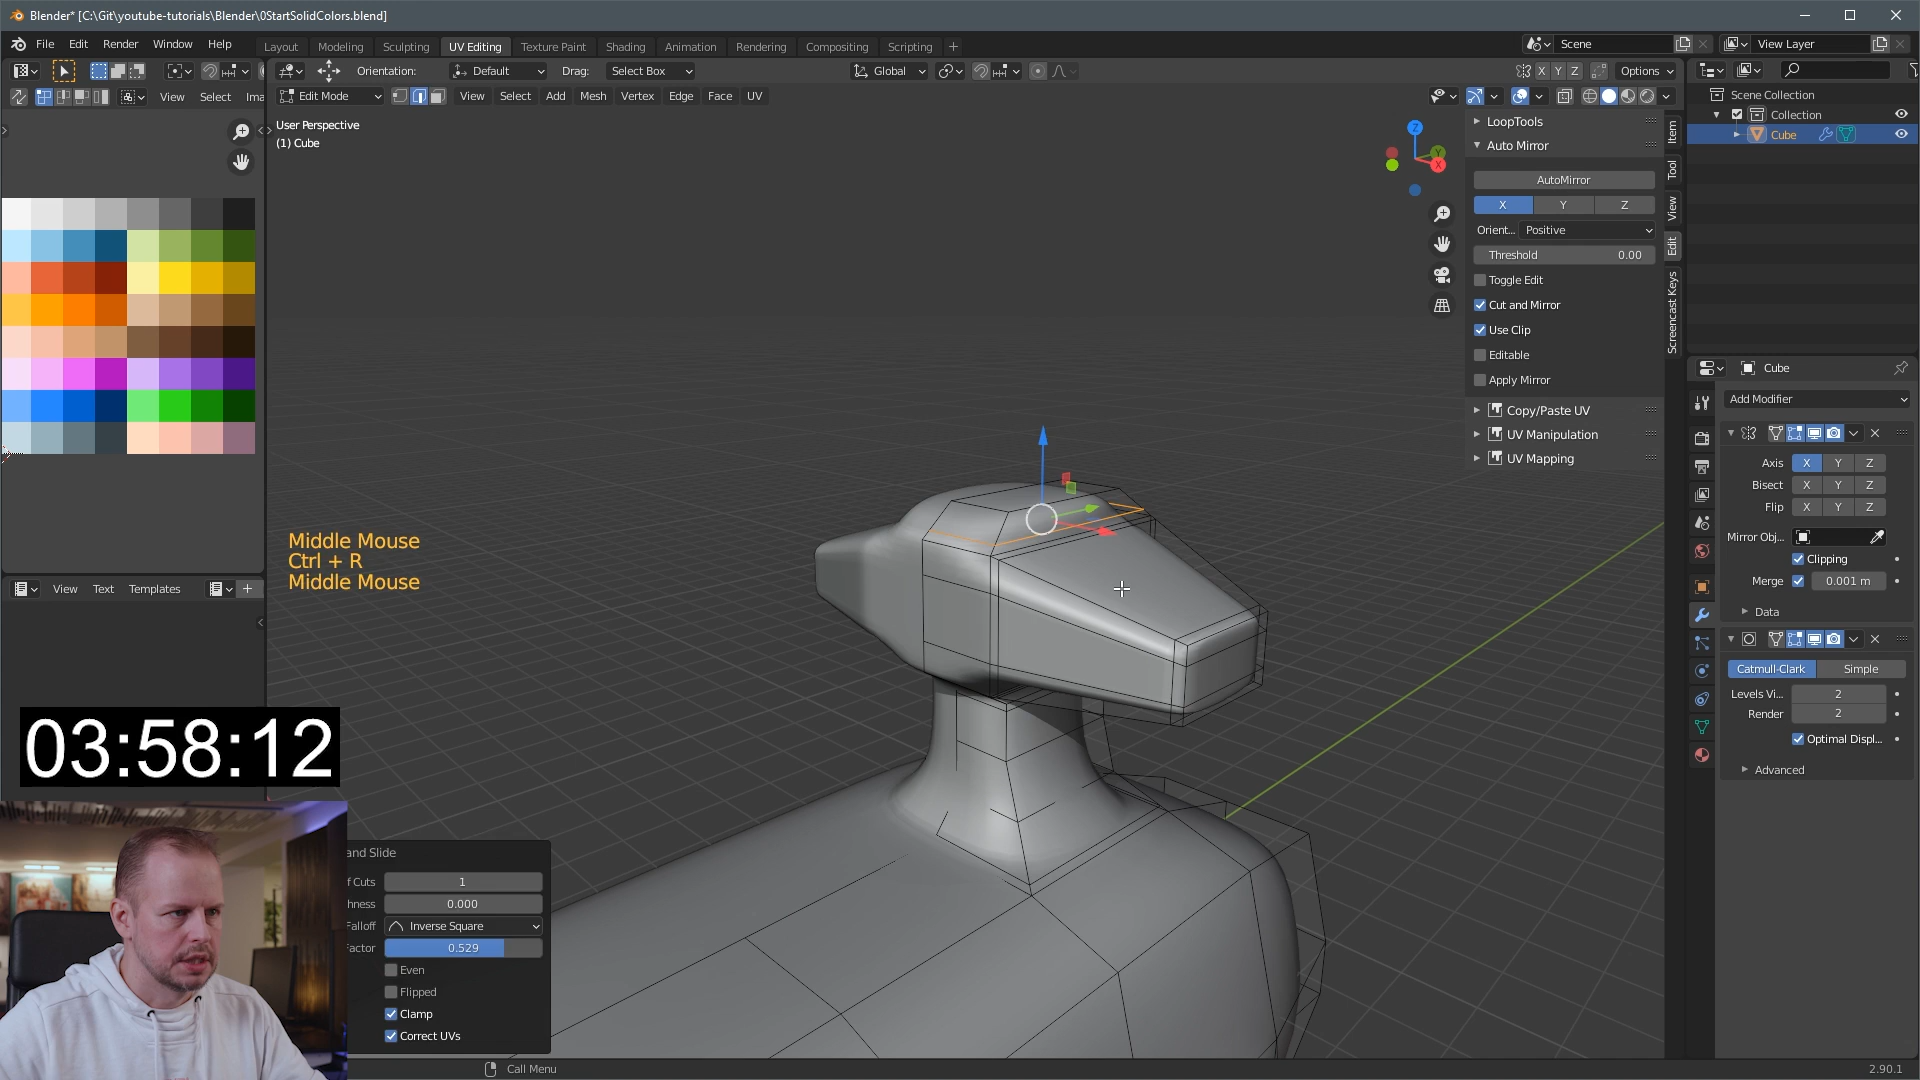 Blender* [C:\Git\youtube-tutorials\Blender\0StartSolidColors.blend]
File Edit Render Window Help
Layout Modeling Sculpting UV Editing Texture Paint Shading Animation Rendering Compositing Scripting +
Scene
View Layer
Orientation: Default Drag: Select Box
Global
X Y Z Options
View Select Ima
Edit Mode View Select Add Mesh Vertex Edge Face UV
User Perspective
(1) Cube
LoopTools
Auto Mirror
AutoMirror
X Y Z
Orient... Positive
Threshold 0.00
Toggle Edit
Cut and Mirror
Use Clip
Editable
Apply Mirror
Copy/Paste UV
UV Manipulation
UV Mapping
Item
Tool
View
Edit
Screencast Keys
Scene Collection
Collection
Cube
Cube
Add Modifier
Axis X Y Z
Bisect X Y Z
Flip X Y Z
Mirror Obj...
Clipping
Merge 0.001 m
Data
Catmull-Clark Simple
Levels Vi... 2
Render 2
Optimal Displ...
Advanced
Middle Mouse
Ctrl + R
Middle Mouse
View Text Templates
03:58:12
and Slide
f Cuts 1
hness 0.000
Falloff Inverse Square
Factor 0.529
Even
Flipped
Clamp
Correct UVs
Call Menu
2.90.1